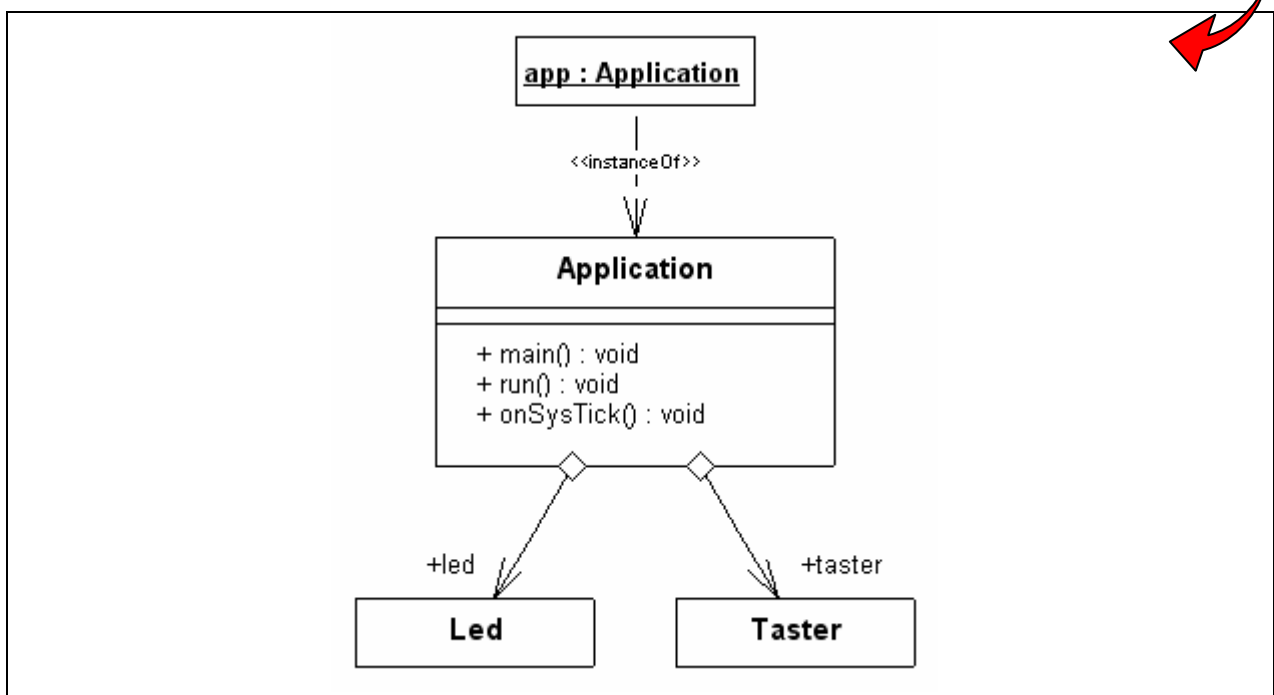 app : Application
<<instanceOf>>
Application
+ main() : void
+ run() : void
+ onSysTick() : void
+led
+taster
Led
Taster